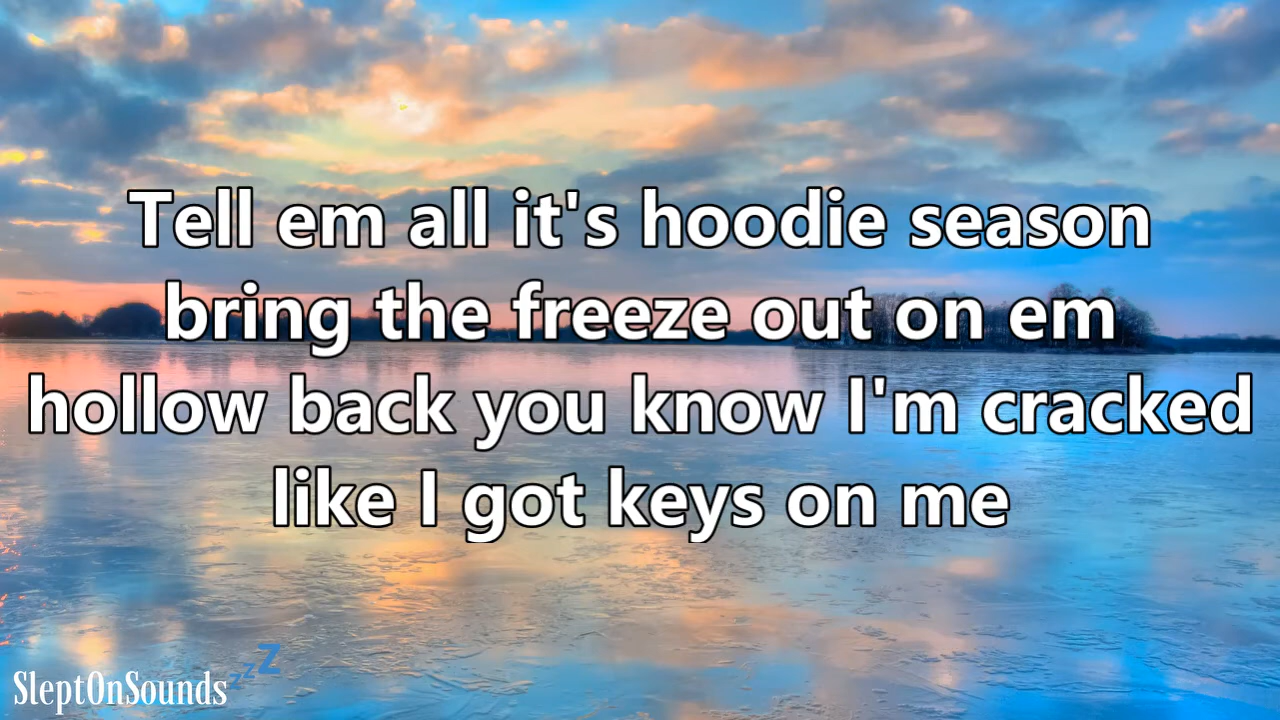 Tell em all it's hoodie season
bring the freeze out on em
hollow back you know I'm cracked
like I got keys on me
SleptOnSounds zzZ